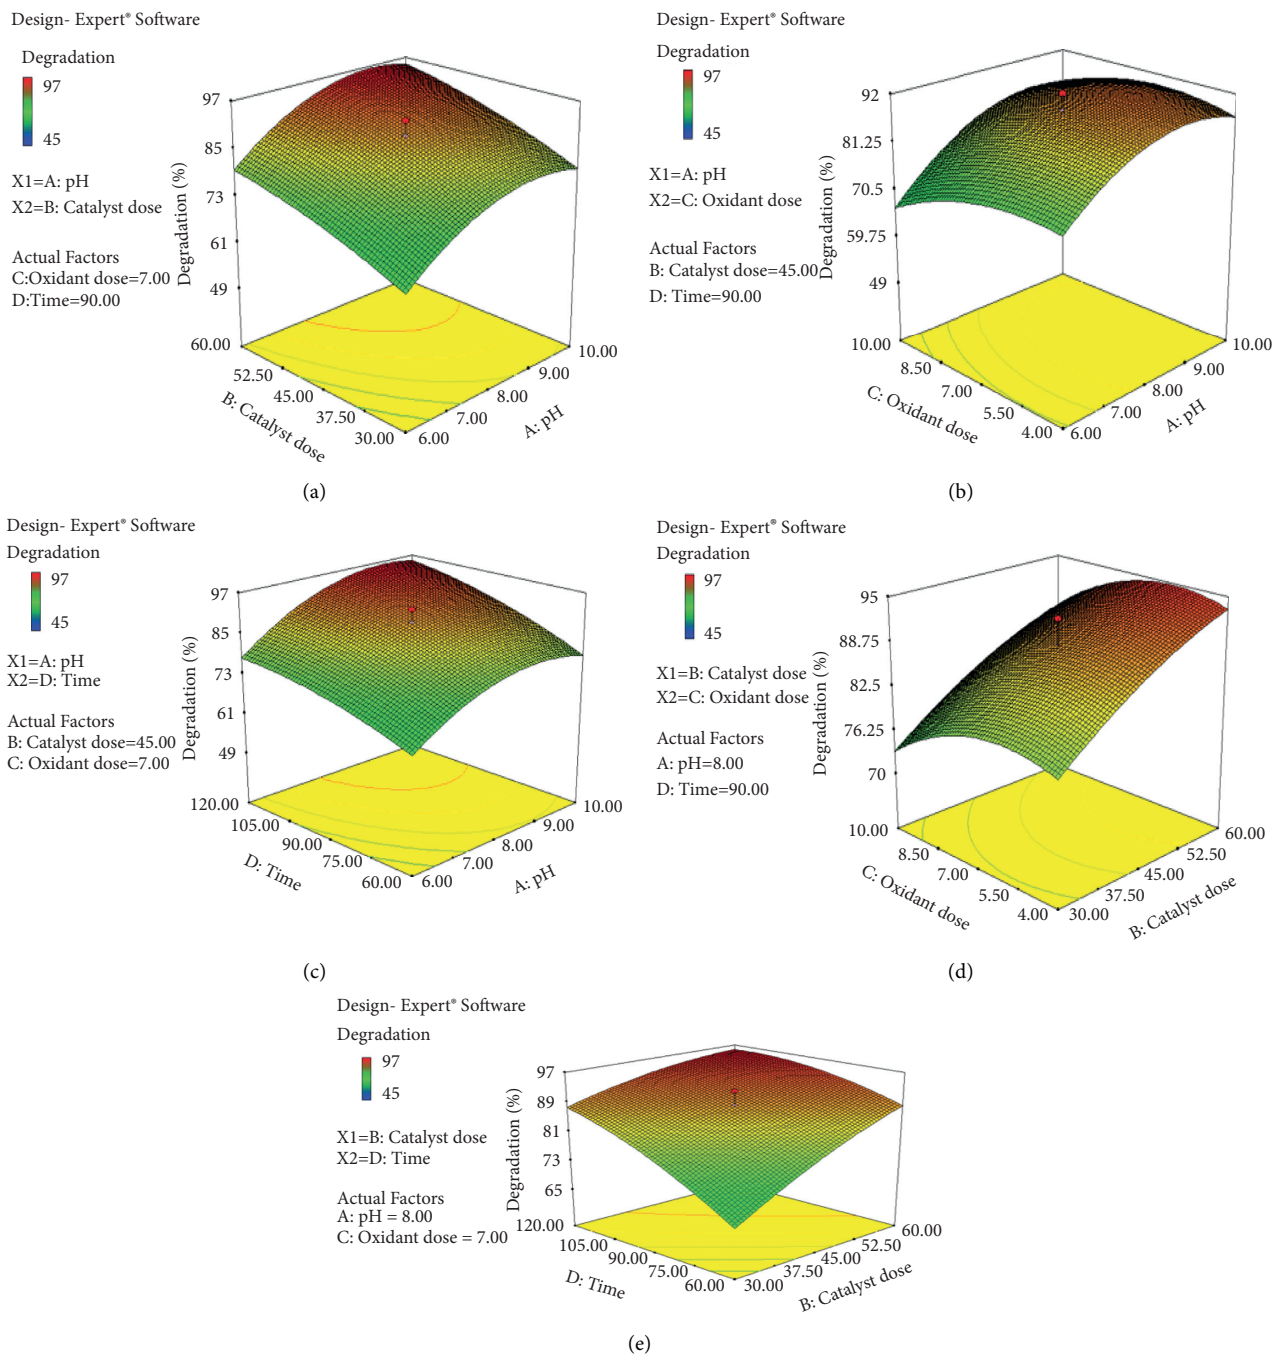 Design- Expert® Software
Degradation
97
45
X1=A: pH
X2=B: Catalyst dose
Actual Factors
C:Oxidant dose=7.00
D:Time=90.00
Degradation (%)
97
85
73
61
49
60.00
52.50
45.00
37.50
30.00
B: Catalyst dose
6.00
7.00
8.00
9.00
10.00
A: pH
(a)
Design- Expert® Software
Degradation
97
45
X1=A: pH
X2=C: Oxidant dose
Actual Factors
B: Catalyst dose=45.00
D: Time=90.00
Degradation (%)
92
81.25
70.5
59.75
49
10.00
8.50
7.00
5.50
4.00
C: Oxidant dose
6.00
7.00
8.00
9.00
10.00
A: pH
(b)
Design- Expert® Software
Degradation
97
45
X1=A: pH
X2=D: Time
Actual Factors
B: Catalyst dose=45.00
C: Oxidant dose=7.00
Degradation (%)
97
85
73
61
49
120.00
105.00
90.00
75.00
60.00
D: Time
6.00
7.00
8.00
9.00
10.00
A: pH
(c)
Design- Expert® Software
Degradation
97
45
X1=B: Catalyst dose
X2=C: Oxidant dose
Actual Factors
A: pH=8.00
D: Time=90.00
Degradation (%)
95
88.75
82.5
76.25
70
10.00
8.50
7.00
5.50
4.00
C: Oxidant dose
30.00
37.50
45.00
52.50
60.00
B: Catalyst dose
(d)
Design- Expert® Software
Degradation
97
45
X1=B: Catalyst dose
X2=D: Time
Actual Factors
A: pH = 8.00
C: Oxidant dose = 7.00
Degradation (%)
97
89
81
73
65
120.00
105.00
90.00
75.00
60.00
D: Time
30.00
37.50
45.00
52.50
60.00
B: Catalyst dose
(e)